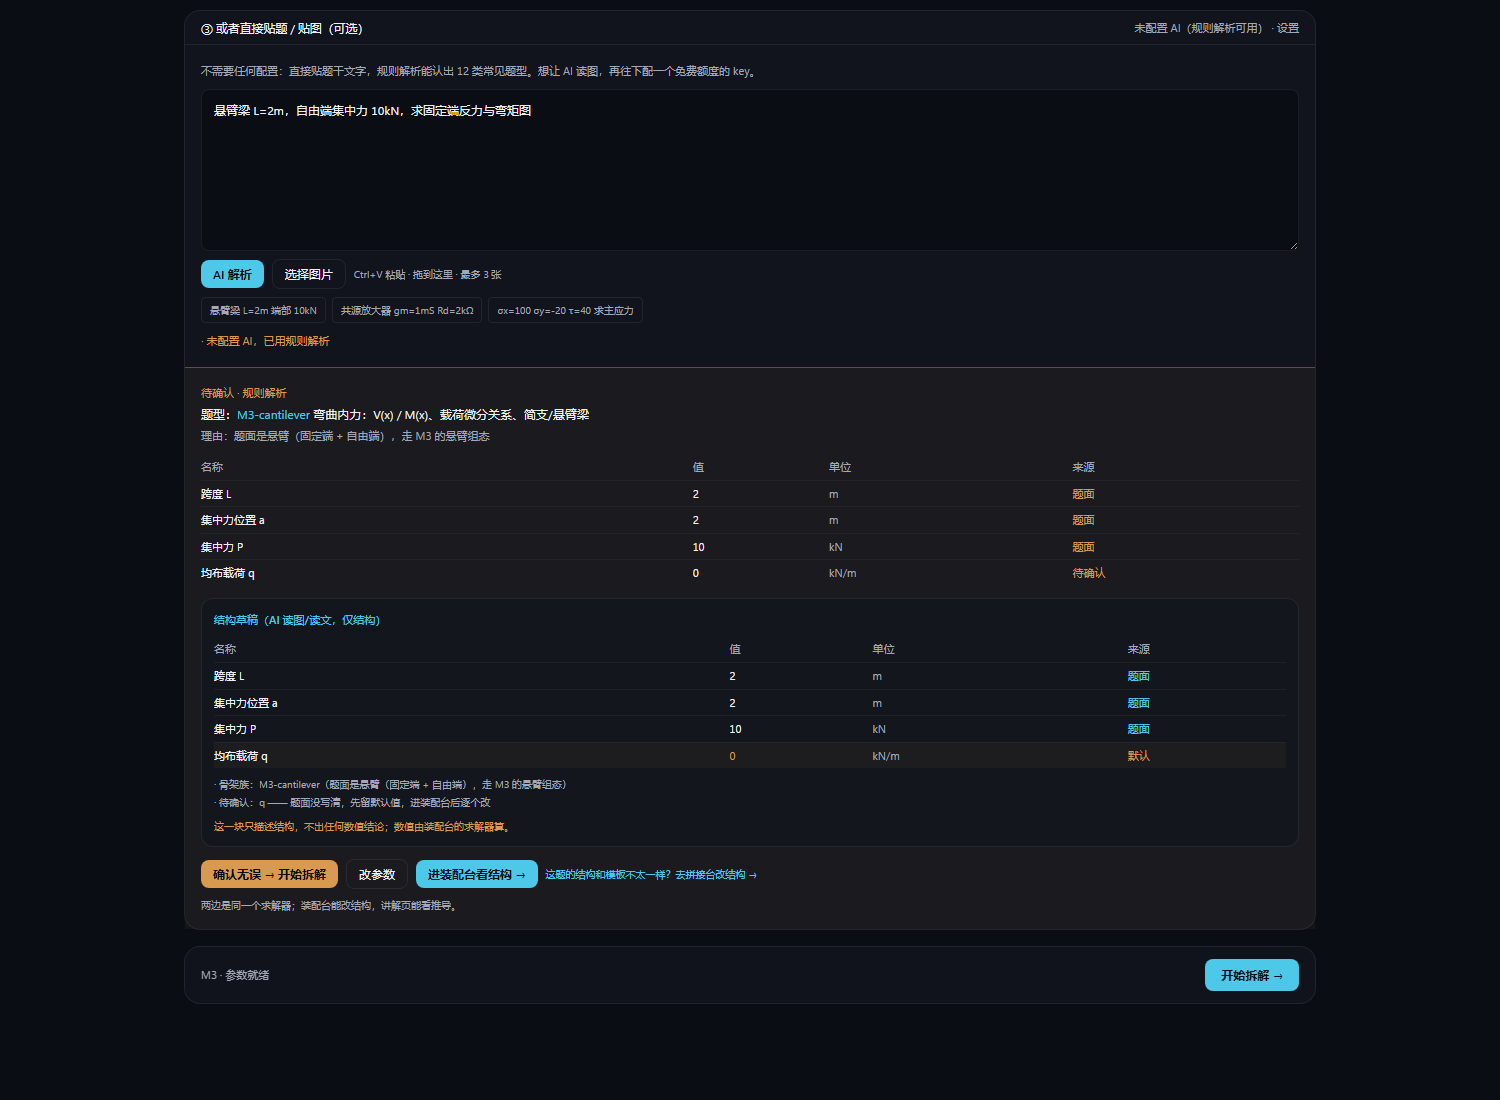 ③ 或者直接贴题 / 贴图（可选）
未配置 AI（规则解析可用） · 设置
不需要任何配置：直接贴题干文字，规则解析能认出 12 类常见题型。想让 AI 读图，再往下配一个免费额度的 key。
悬臂梁 L=2m，自由端集中力 10kN，求固定端反力与弯矩图
AI 解析 选择图片 Ctrl+V 粘贴 · 拖到这里 · 最多 3 张
悬臂梁 L=2m 端部 10kN 共源放大器 gm=1mS Rd=2kΩ σx=100 σy=-20 τ=40 求主应力
· 未配置 AI，已用规则解析
待确认 · 规则解析
题型：M3-cantilever 弯曲内力：V(x) / M(x)、载荷微分关系、简支/悬臂梁
理由：题面是悬臂（固定端 + 自由端），走 M3 的悬臂组态
名称 值 单位 来源
跨度 L 2 m 题面
集中力位置 a 2 m 题面
集中力 P 10 kN 题面
均布载荷 q 0 kN/m 待确认
结构草稿（AI 读图/读文，仅结构）
名称 值 单位 来源
跨度 L 2 m 题面
集中力位置 a 2 m 题面
集中力 P 10 kN 题面
均布载荷 q 0 kN/m 默认
· 骨架族：M3-cantilever（题面是悬臂（固定端 + 自由端），走 M3 的悬臂组态）
· 待确认：q —— 题面没写清，先留默认值，进装配台后逐个改
这一块只描述结构，不出任何数值结论；数值由装配台的求解器算。
确认无误 → 开始拆解 改参数 进装配台看结构 → 这题的结构和模板不太一样？去拼接台改结构 →
两边是同一个求解器；装配台能改结构，讲解页能看推导。
M3 · 参数就绪 开始拆解 →